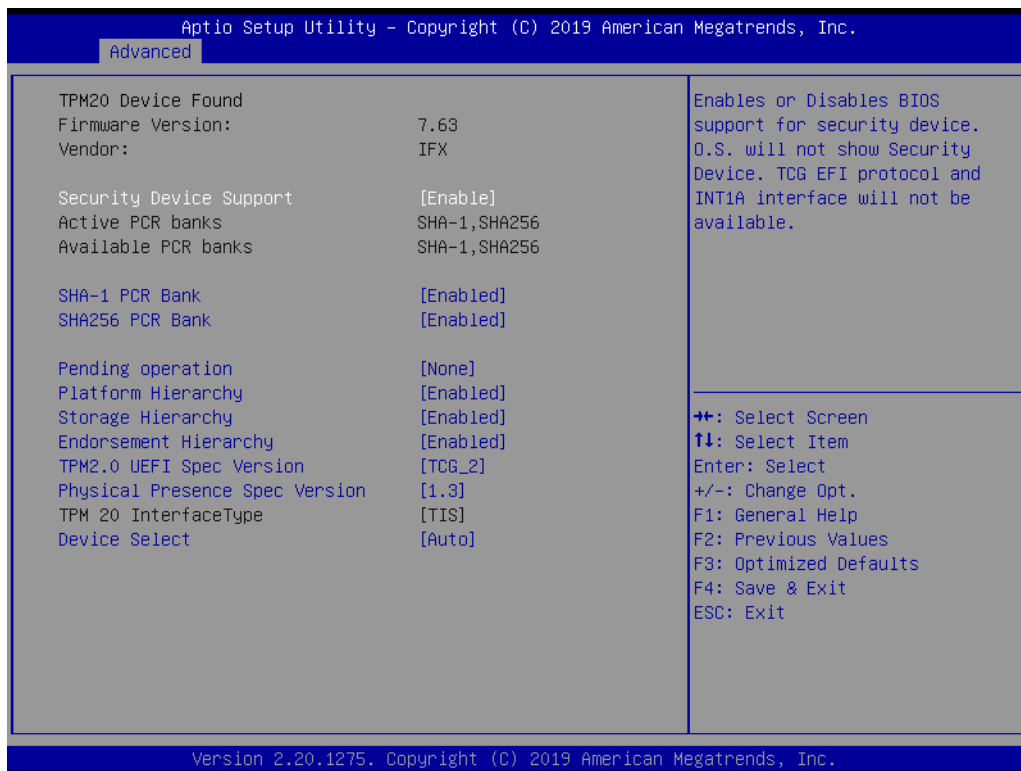 Aptio Setup Utility – Copyright (C) 2019 American Megatrends, Inc.
Advanced
TPM20 Device Found
Firmware Version: 7.63
Vendor: IFX
Security Device Support [Enable]
Active PCR banks SHA-1,SHA256
Available PCR banks SHA-1,SHA256
SHA-1 PCR Bank [Enabled]
SHA256 PCR Bank [Enabled]
Pending operation [None]
Platform Hierarchy [Enabled]
Storage Hierarchy [Enabled]
Endorsement Hierarchy [Enabled]
TPM2.0 UEFI Spec Version [TCG_2]
Physical Presence Spec Version [1.3]
TPM 20 InterfaceType [TIS]
Device Select [Auto]
Enables or Disables BIOS
support for security device.
O.S. will not show Security
Device. TCG EFI protocol and
INT1A interface will not be
available.
→←: Select Screen
↑↓: Select Item
Enter: Select
+/-: Change Opt.
F1: General Help
F2: Previous Values
F3: Optimized Defaults
F4: Save & Exit
ESC: Exit
Version 2.20.1275. Copyright (C) 2019 American Megatrends, Inc.